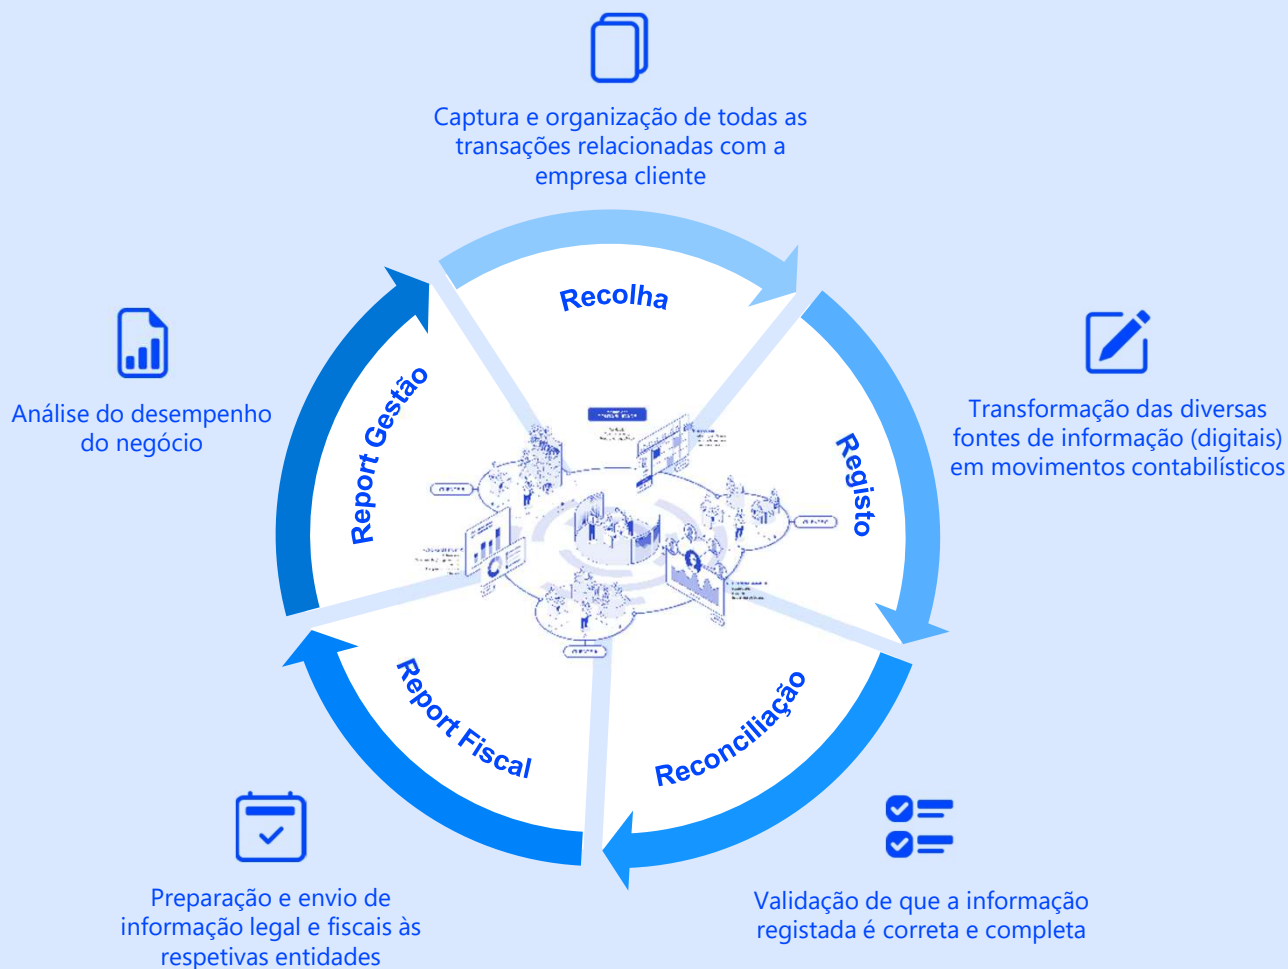 Captura e organização de todas as
transações relacionadas com a
empresa cliente
Recolha
Transformação das diversas
fontes de informação (digitais)
em movimentos contabilísticos
Registo
Validação de que a informação
registada é correta e completa
Reconciliação
Preparação e envio de
informação legal e fiscais às
respetivas entidades
Report Fiscal
Análise do desempenho
do negócio
Report Gestão